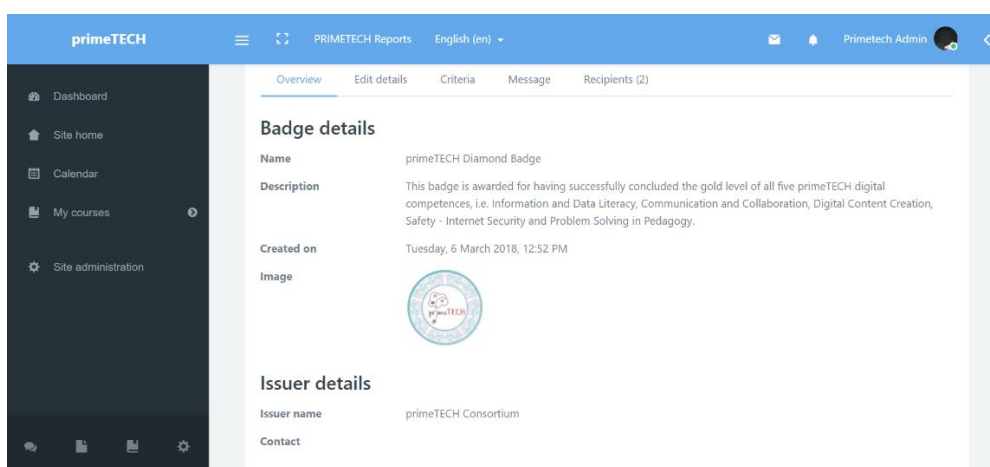 primeTECH
PRIMETECH Reports
English (en)
Primetech Admin
Dashboard
Site home
Calendar
My courses
Site administration
Overview
Edit details
Criteria
Message
Recipients (2)
Badge details
Name
primeTECH Diamond Badge
Description
This badge is awarded for having successfully concluded the gold level of all five primeTECH digital
competences, i.e. Information and Data Literacy, Communication and Collaboration, Digital Content Creation,
Safety - Internet Security and Problem Solving in Pedagogy.
Created on
Tuesday, 6 March 2018, 12:52 PM
Image
primeTECH
Issuer details
Issuer name
primeTECH Consortium
Contact